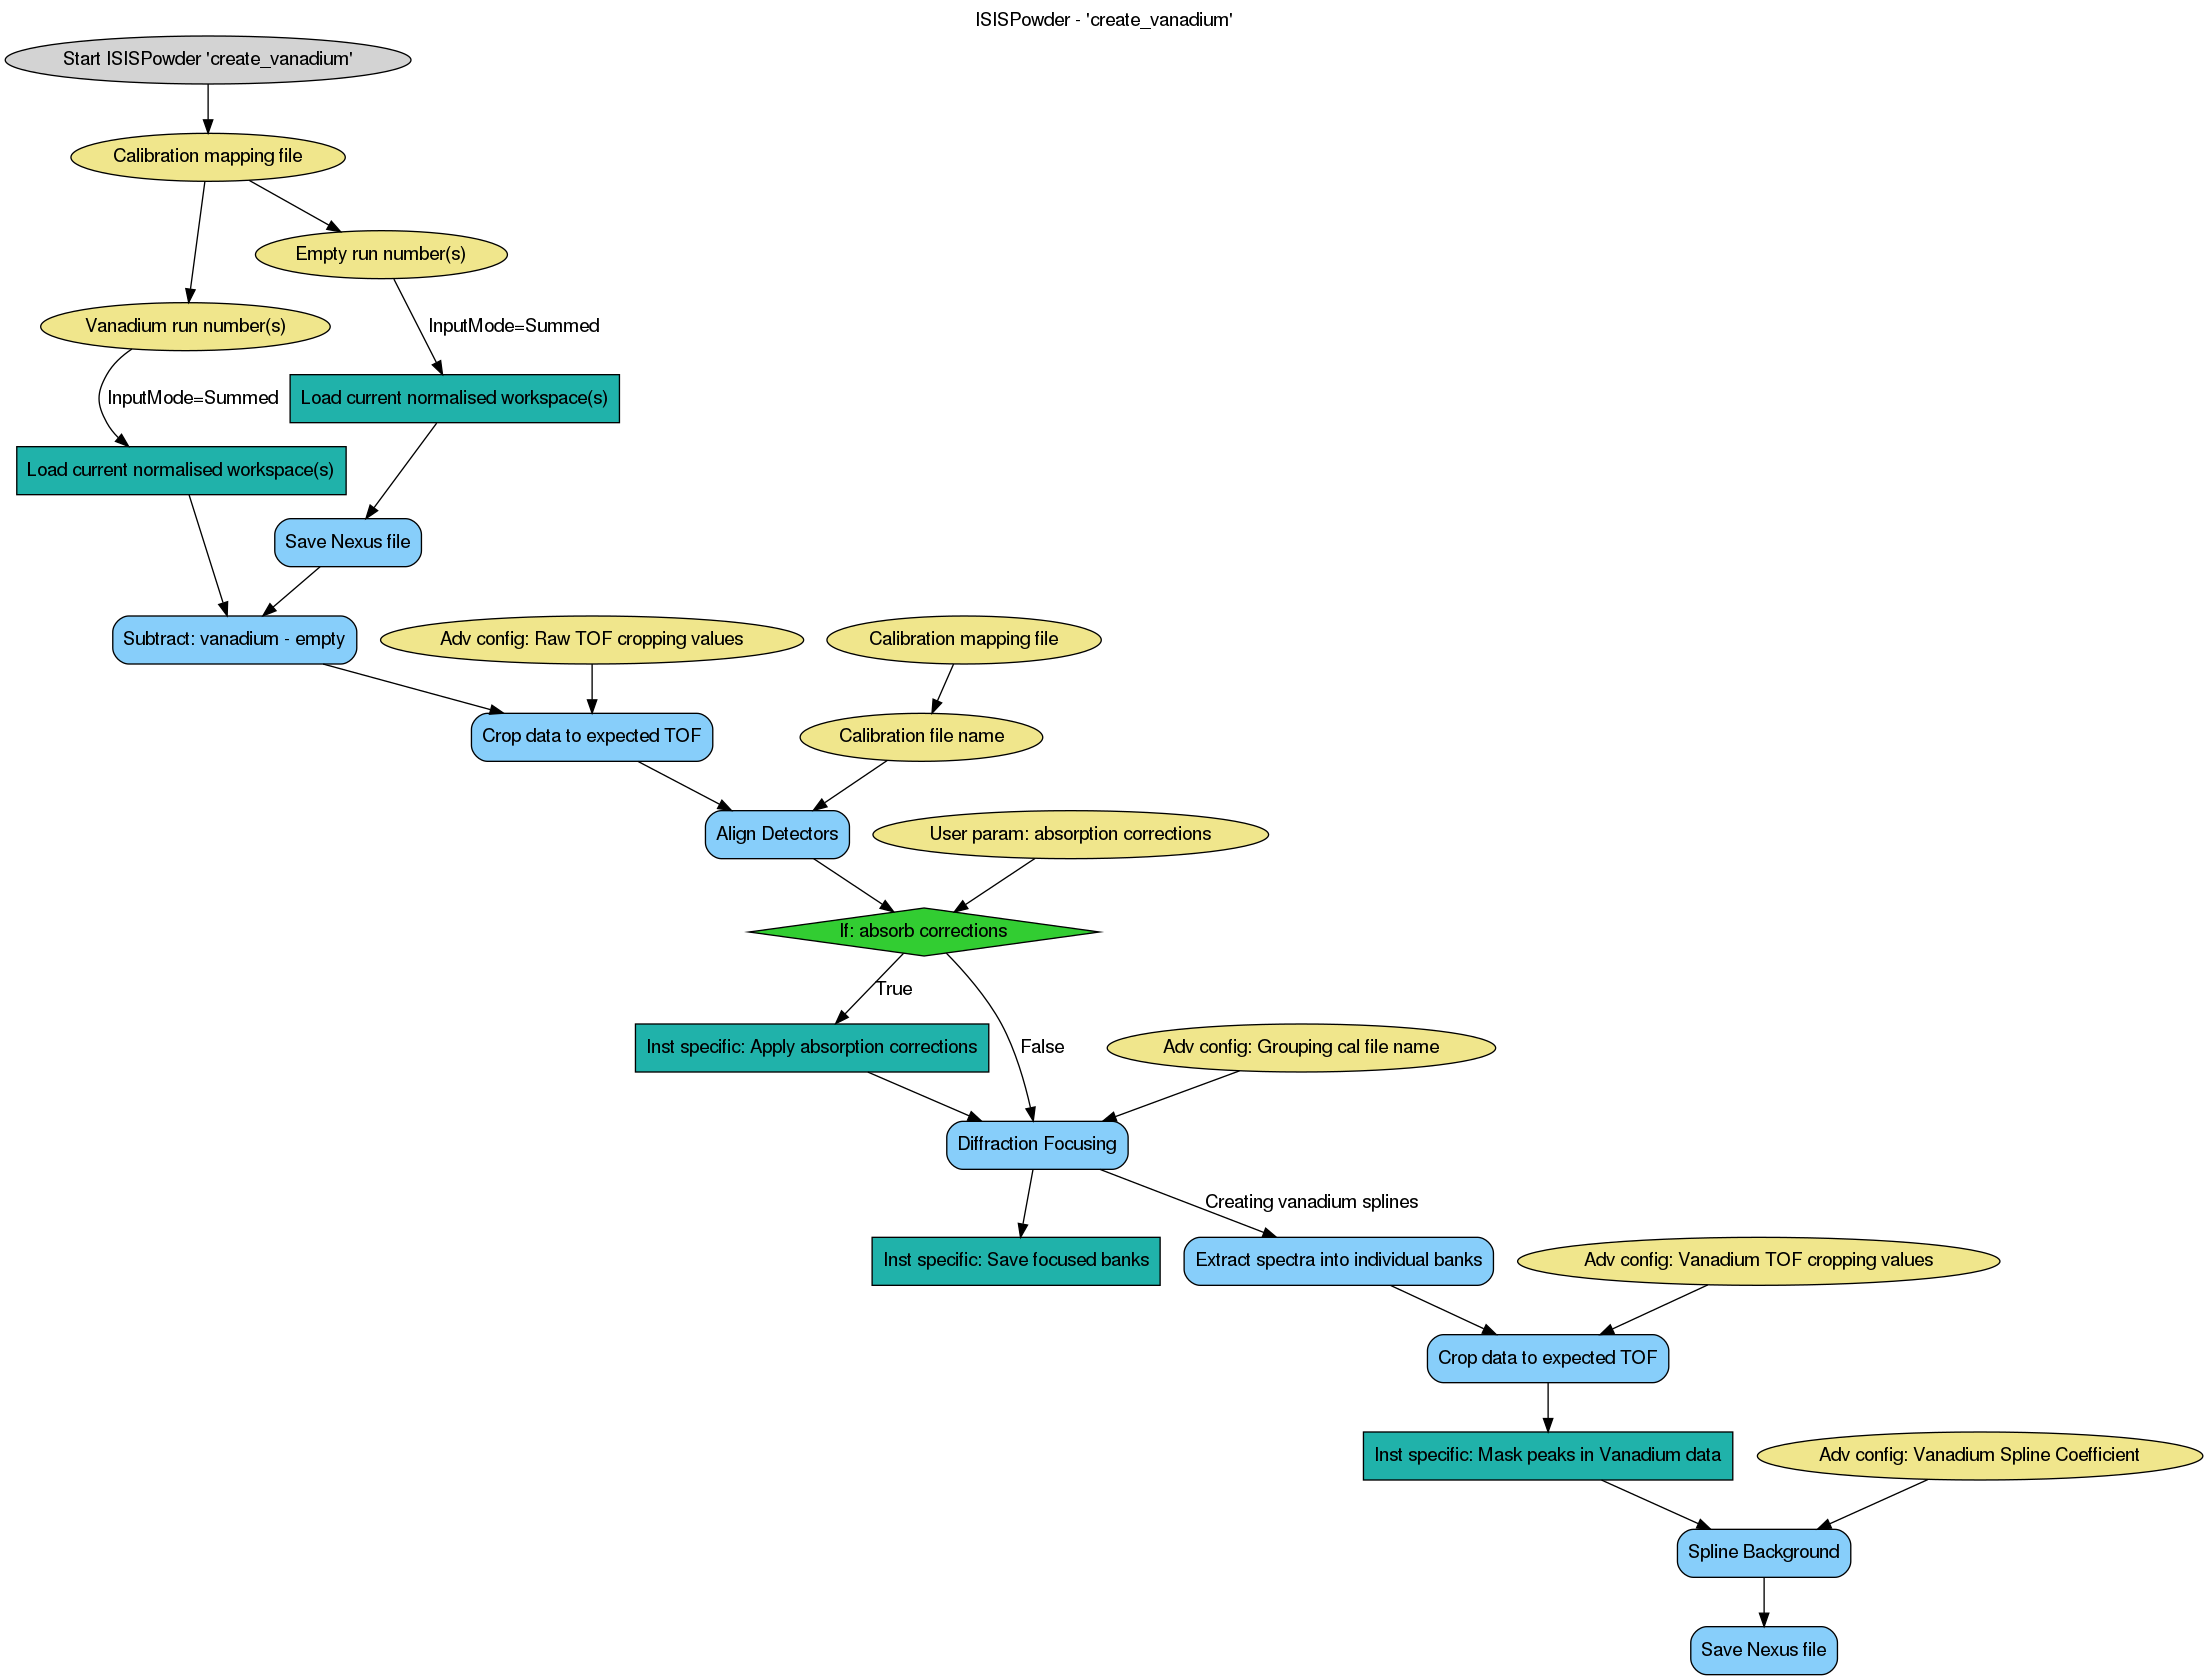 ISISPowder - 'create_vanadium'
Start ISISPowder 'create_vanadium'
Calibration mapping file
Empty run number(s)
Vanadium run number(s)
InputMode=Summed
InputMode=Summed
Load current normalised workspace(s)
Load current normalised workspace(s)
Save Nexus file
Subtract: vanadium - empty
Adv config: Raw TOF cropping values
Calibration mapping file
Crop data to expected TOF
Calibration file name
Align Detectors
User param: absorption corrections
If: absorb corrections
True
Inst specific: Apply absorption corrections
False
Adv config: Grouping cal file name
Diffraction Focusing
Creating vanadium splines
Inst specific: Save focused banks
Extract spectra into individual banks
Adv config: Vanadium TOF cropping values
Crop data to expected TOF
Inst specific: Mask peaks in Vanadium data
Adv config: Vanadium Spline Coefficient
Spline Background
Save Nexus file